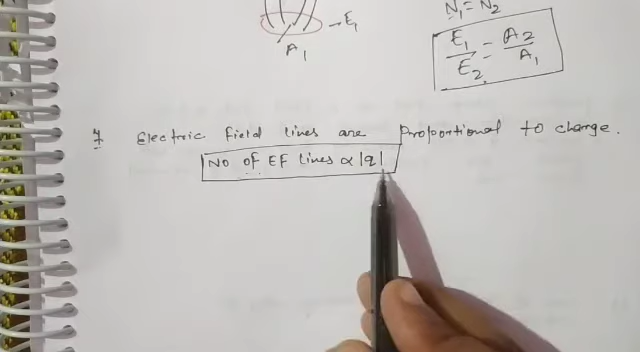 → E₁
A₁
N₁ = N₂
E₁/E₂ = A₂/A₁
7 Electric field lines are proportional to charge.
No of EF lines ∝ |q|